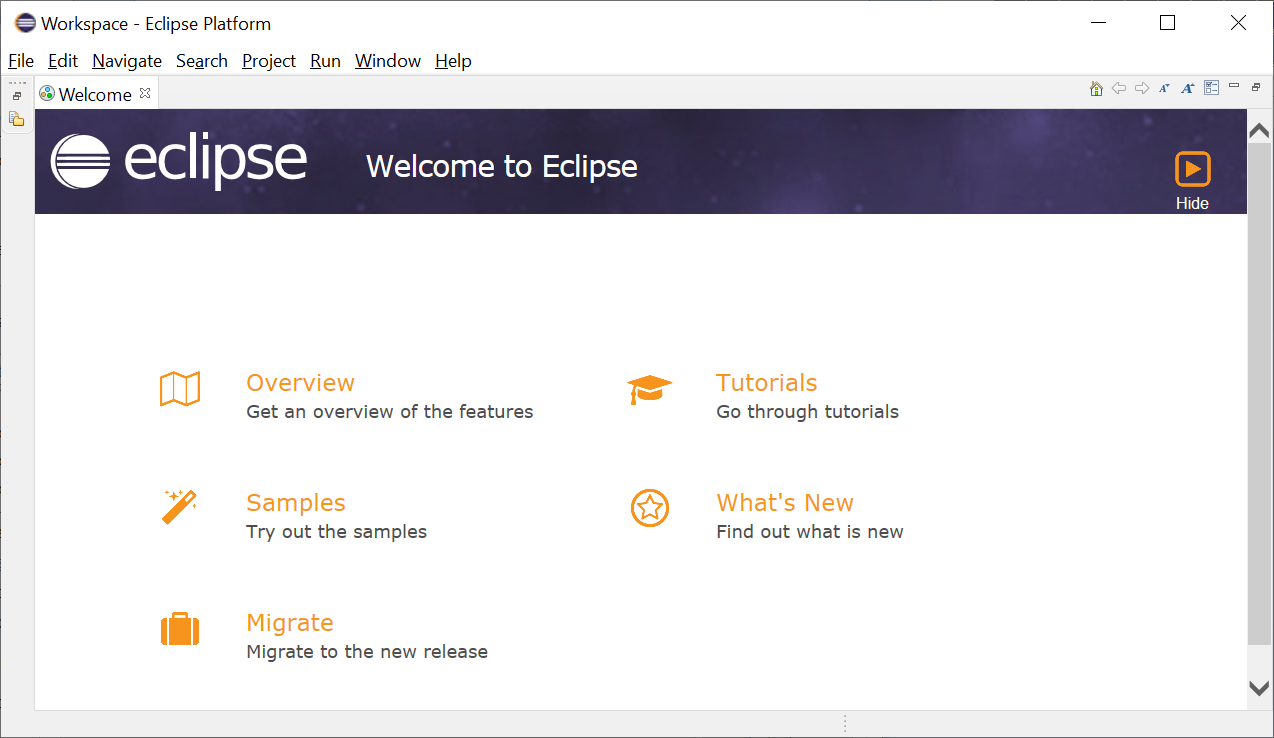 Workspace - Eclipse Platform
File Edit Navigate Search Project Run Window Help
Welcome
eclipse
Welcome to Eclipse
Hide
Overview
Get an overview of the features
Tutorials
Go through tutorials
Samples
Try out the samples
What's New
Find out what is new
Migrate
Migrate to the new release